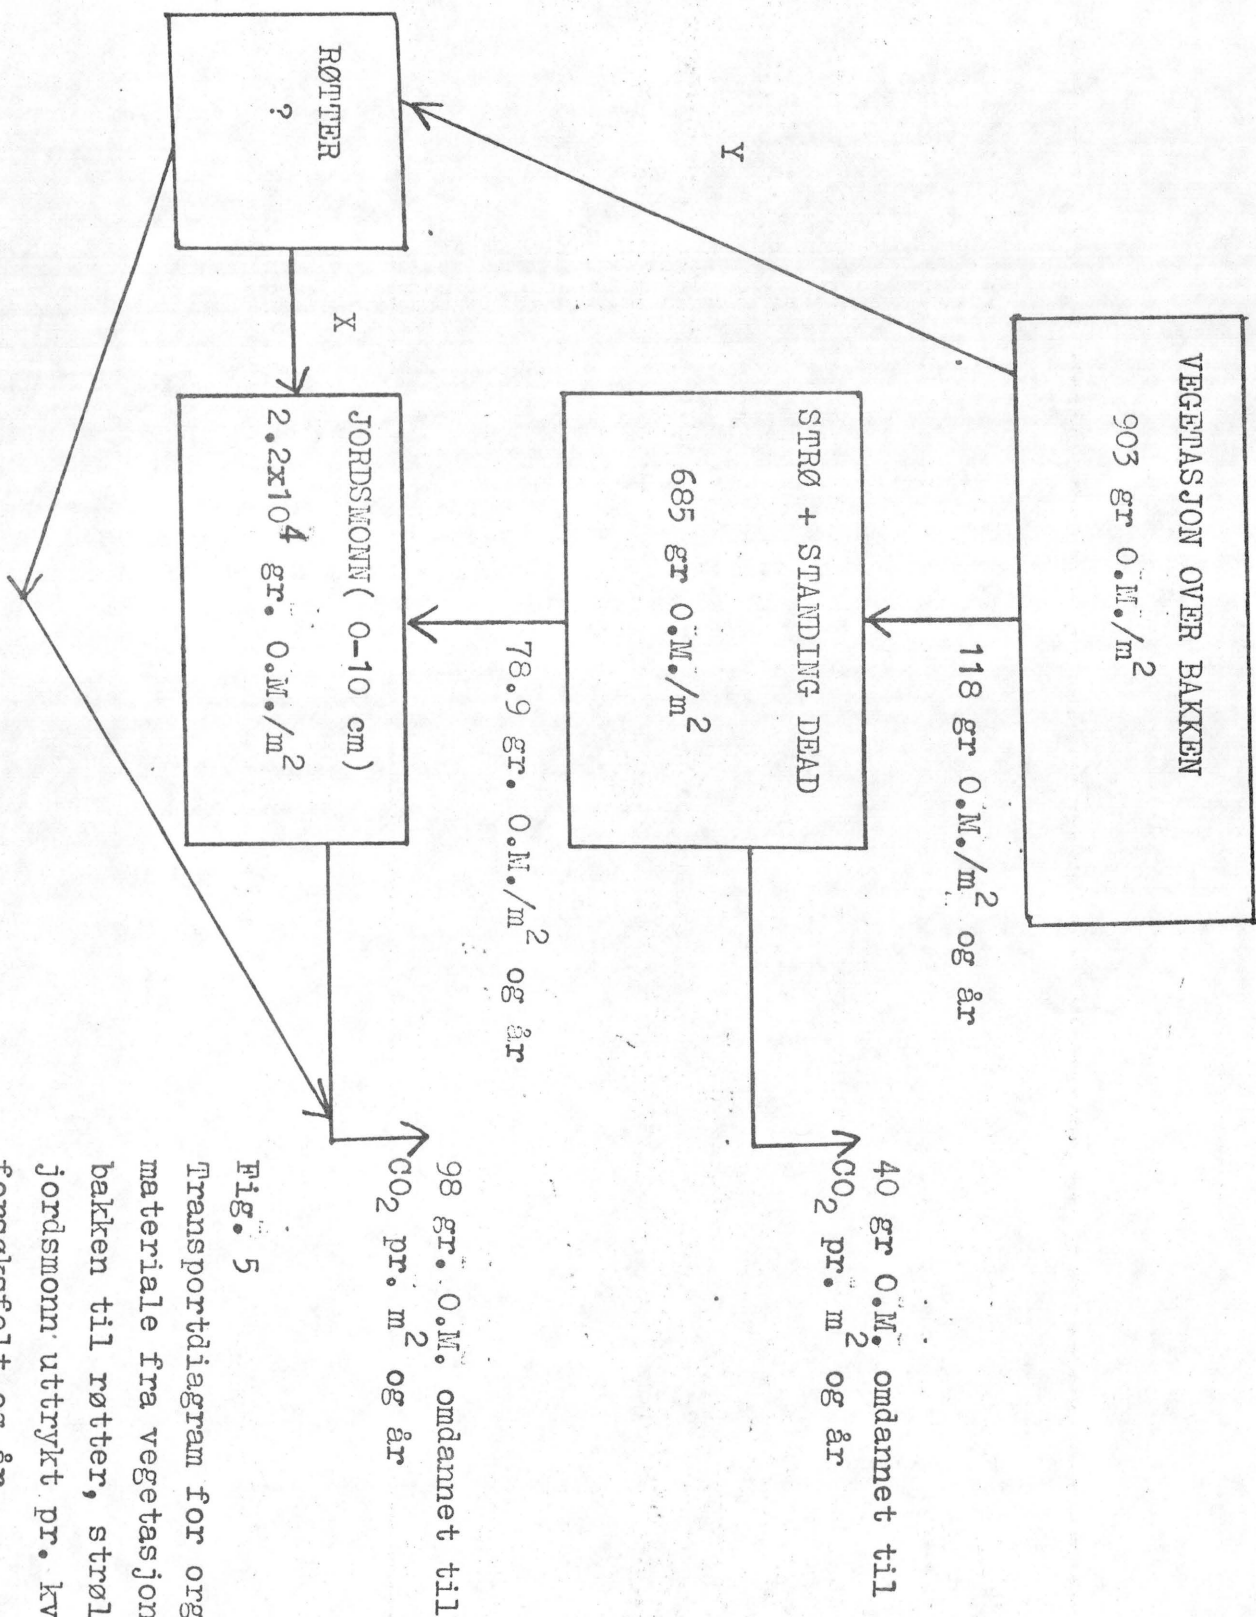 VEGETASJON OVER BAKKEN
903 gr O.M./m²
118 gr O.M./m² og år
STRØ + STANDING DEAD
685 gr O.M./m²
40 gr O.M. omdannet til
CO₂ pr. m² og år
Y
78.9 gr. O.M./m² og år
RØTTER
?
X
JORDSMONN( 0-10 cm)
2.2x10⁴ gr. O.M./m²
98 gr. O.M. omdannet til
CO₂ pr. m² og år
Fig. 5
Transportdiagram for org
materiale fra vegetasjon
bakken til røtter, strøl
jordsmonn uttrykt pr. kv